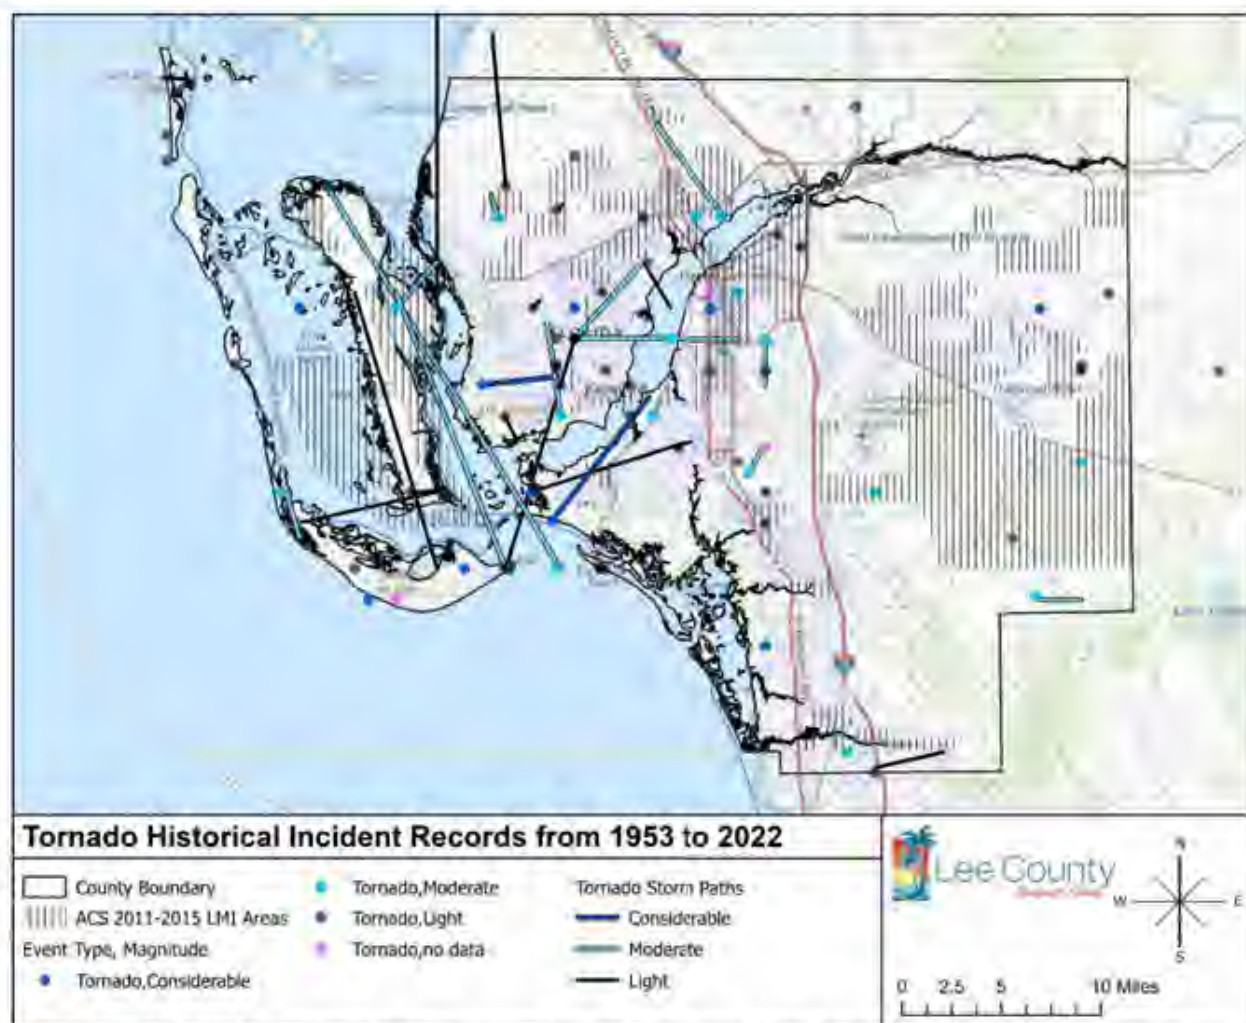 Tornado Historical Incident Records from 1953 to 2022
County Boundary
ACS 2011-2015 LMI Areas
Event Type, Magnitude
Tornado,Considerable
Tornado,Moderate
Tornado,Light
Tornado,no data
Tornado Storm Paths
Considerable
Moderate
Light
Lee County
N
W
E
S
0 2.5 5 10 Miles